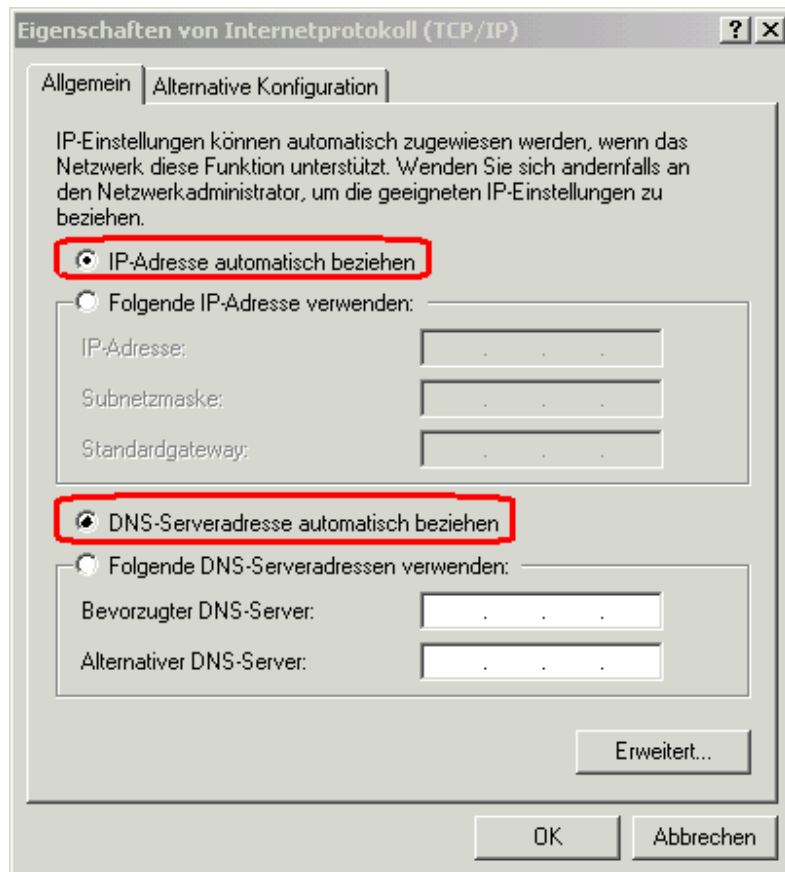 Eigenschaften von Internetprotokoll (TCP/IP)
Allgemein
Alternative Konfiguration
IP-Einstellungen können automatisch zugewiesen werden, wenn das
Netzwerk diese Funktion unterstützt. Wenden Sie sich andernfalls an
den Netzwerkadministrator, um die geeigneten IP-Einstellungen zu
beziehen.
IP-Adresse automatisch beziehen
Folgende IP-Adresse verwenden:
IP-Adresse:
Subnetzmaske:
Standardgateway:
DNS-Serveradresse automatisch beziehen
Folgende DNS-Serveradressen verwenden:
Bevorzugter DNS-Server:
Alternativer DNS-Server:
Erweitert...
OK
Abbrechen